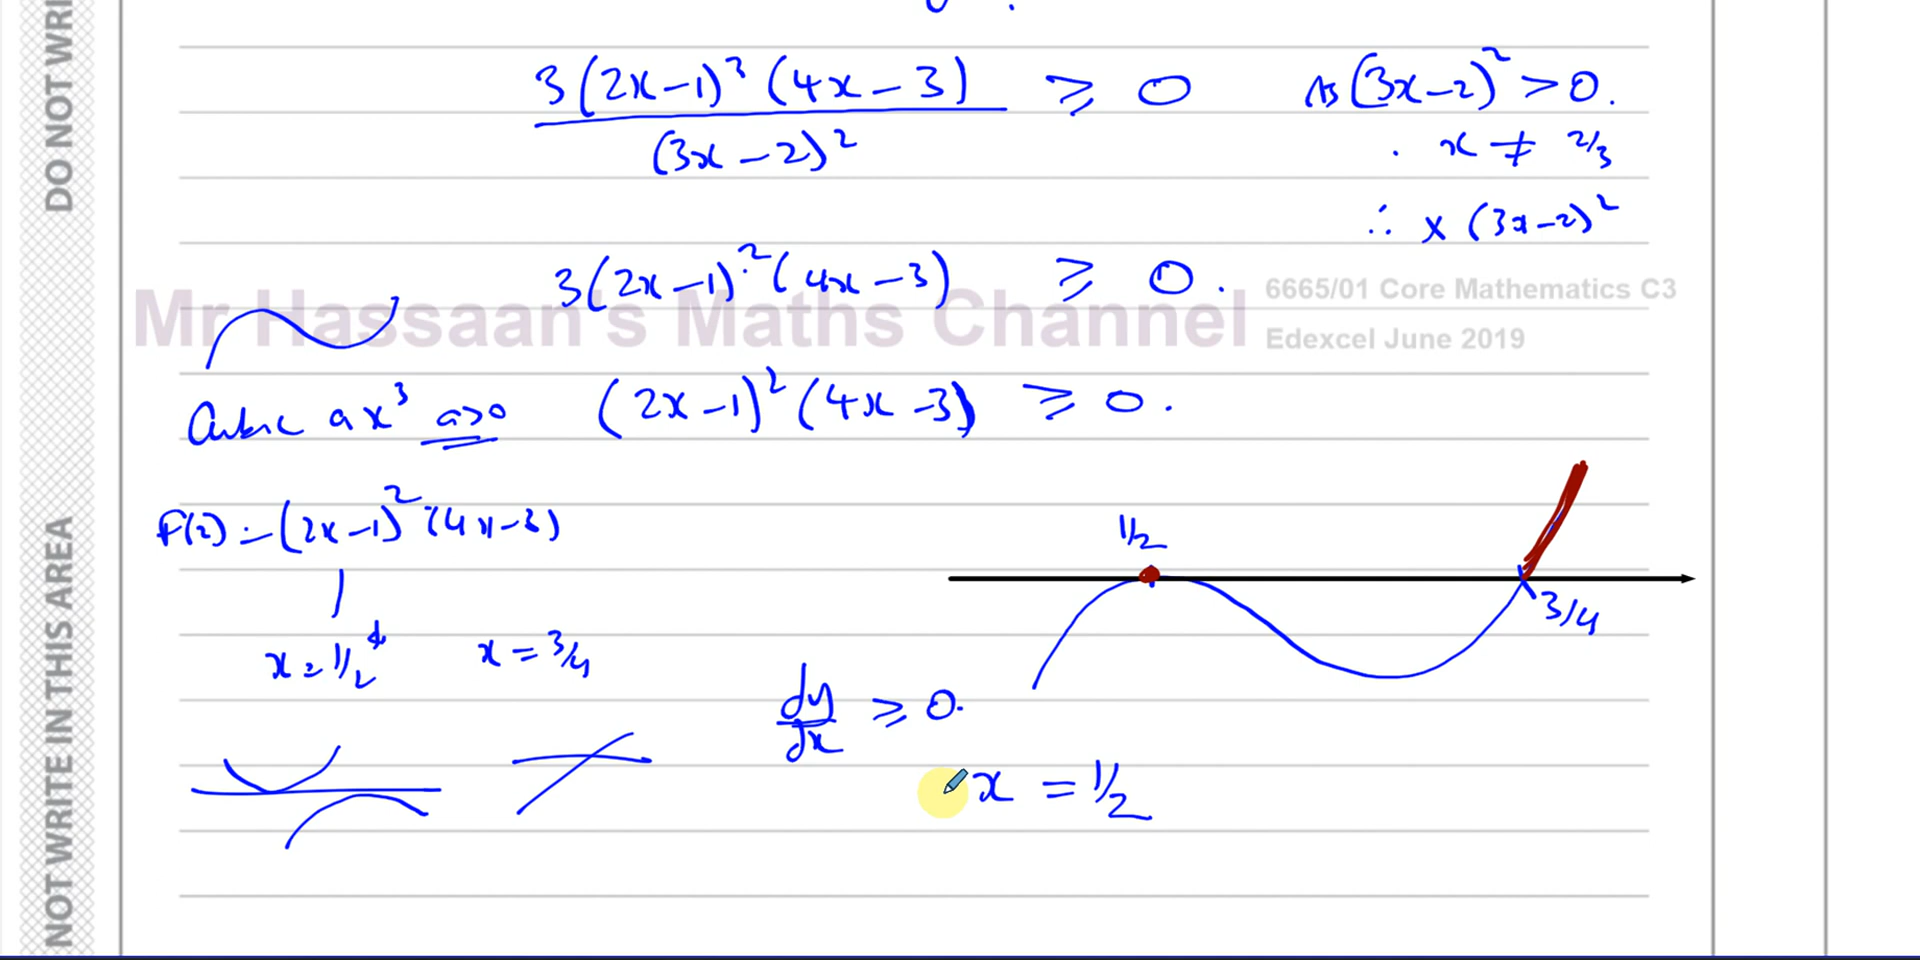 3(2x-1)³(4x-3) / (3x-2)² ⩾ 0 As (3x-2)² > 0.
. x ≠ 2/3
∴ x (3x-2)²
3(2x-1)²(4x-3) ⩾ 0.
Mr Hassaan's Maths Channel
6665/01 Core Mathematics C3
Edexcel June 2019
Cubic ax³ a>0 (2x-1)²(4x-3) ⩾ 0.
F(x) = (2x-1)²(4x-3)
1/2
3/4
x = 1/2 x = 3/4
dy/dx ⩾ 0.
x = 1/2
DO NOT WRI
NOT WRITE IN THIS AREA